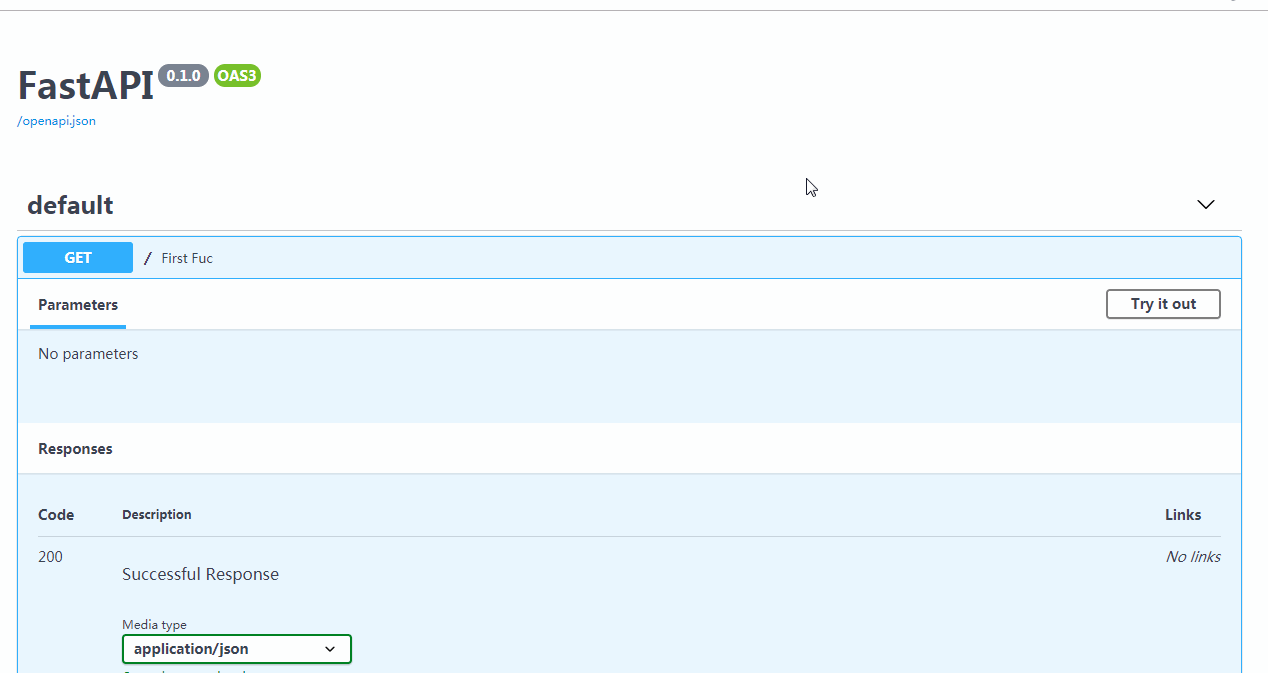 FastAPI 0.1.0 OAS3
/openapi.json
default
GET / First Fuc
Parameters
Try it out
No parameters
Responses
Code Description Links
200 No links
Successful Response
Media type
application/json